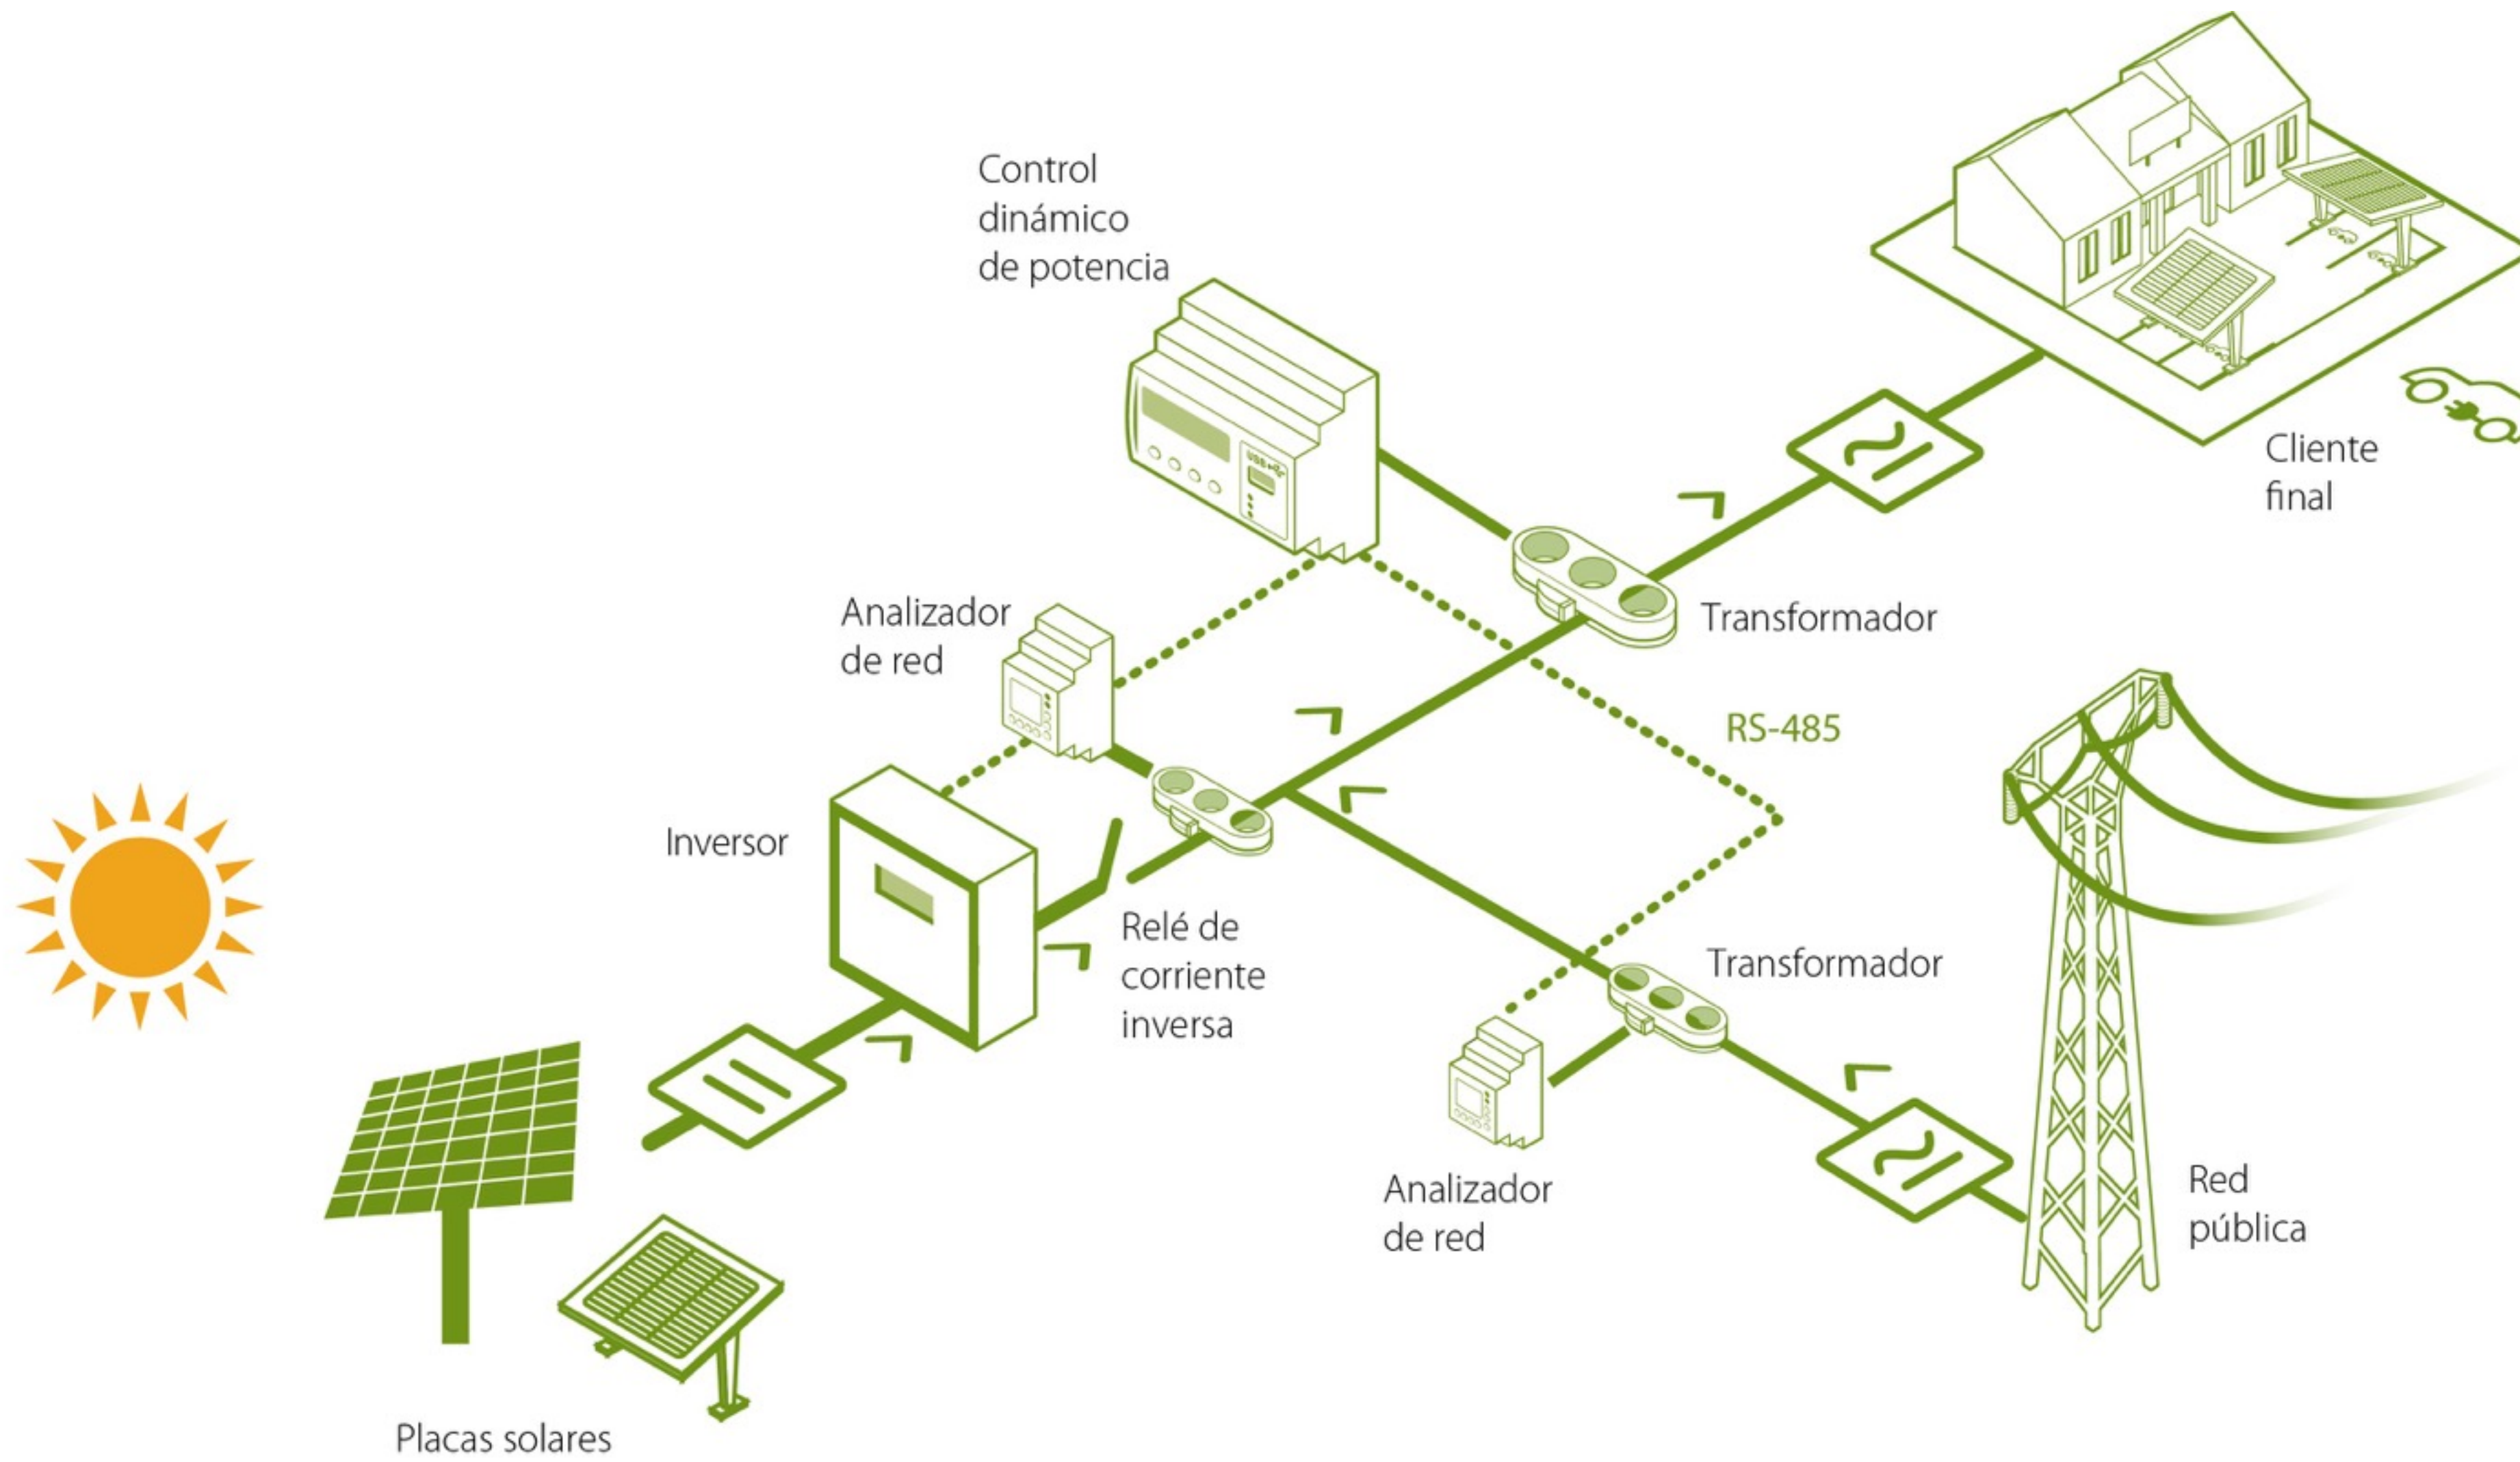 Control
dinámico
de potencia
USB
Cliente
final
Analizador
de red
Transformador
RS-485
Inversor
Relé de
corriente
inversa
Transformador
Analizador
de red
Red
pública
Placas solares